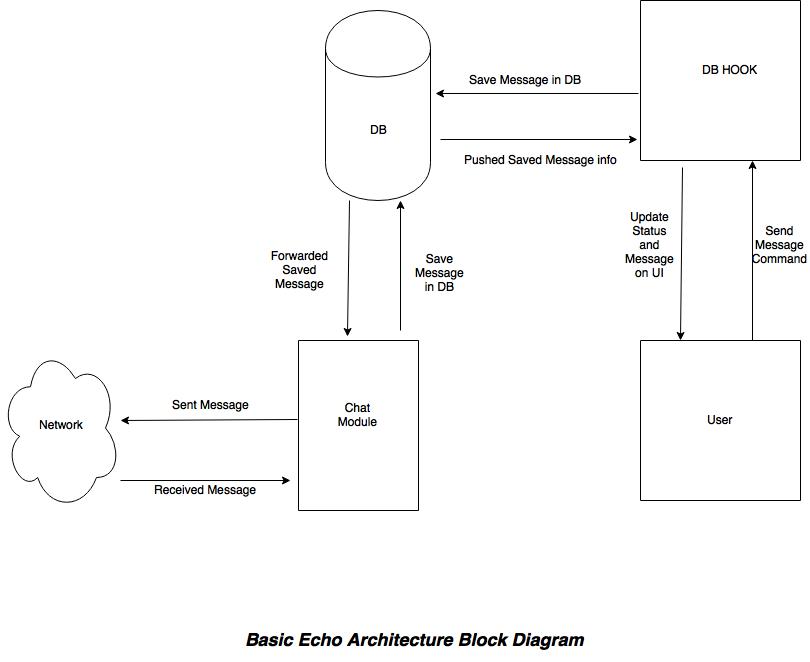 DB HOOK
Save Message in DB
DB
Pushed Saved Message info
Update
Status
and
Message
on UI
Send
Message
Command
Forwarded
Saved
Message
Save
Message
in DB
Sent Message
Chat
Module
Network
User
Received Message
Basic Echo Architecture Block Diagram